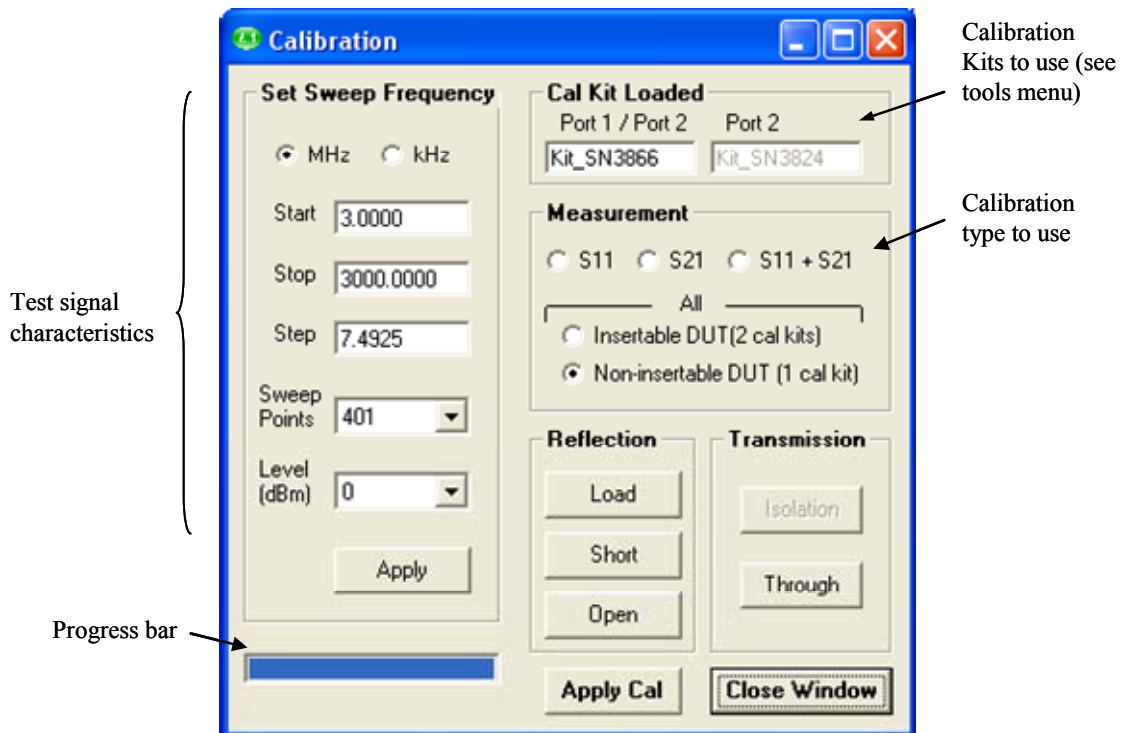 Calibration
Set Sweep Frequency
MHz
kHz
Start
3.0000
Stop
3000.0000
Step
7.4925
Sweep
Points
401
Level
(dBm)
0
Apply
Cal Kit Loaded
Port 1 / Port 2
Port 2
Kit_SN3866
Kit_SN3824
Measurement
S11
S21
S11 + S21
All
Insertable DUT(2 cal kits)
Non-insertable DUT (1 cal kit)
Reflection
Load
Short
Open
Transmission
Isolation
Through
Apply Cal
Close Window
Test signal
characteristics
Progress bar
Calibration
Kits to use (see
tools menu)
Calibration
type to use